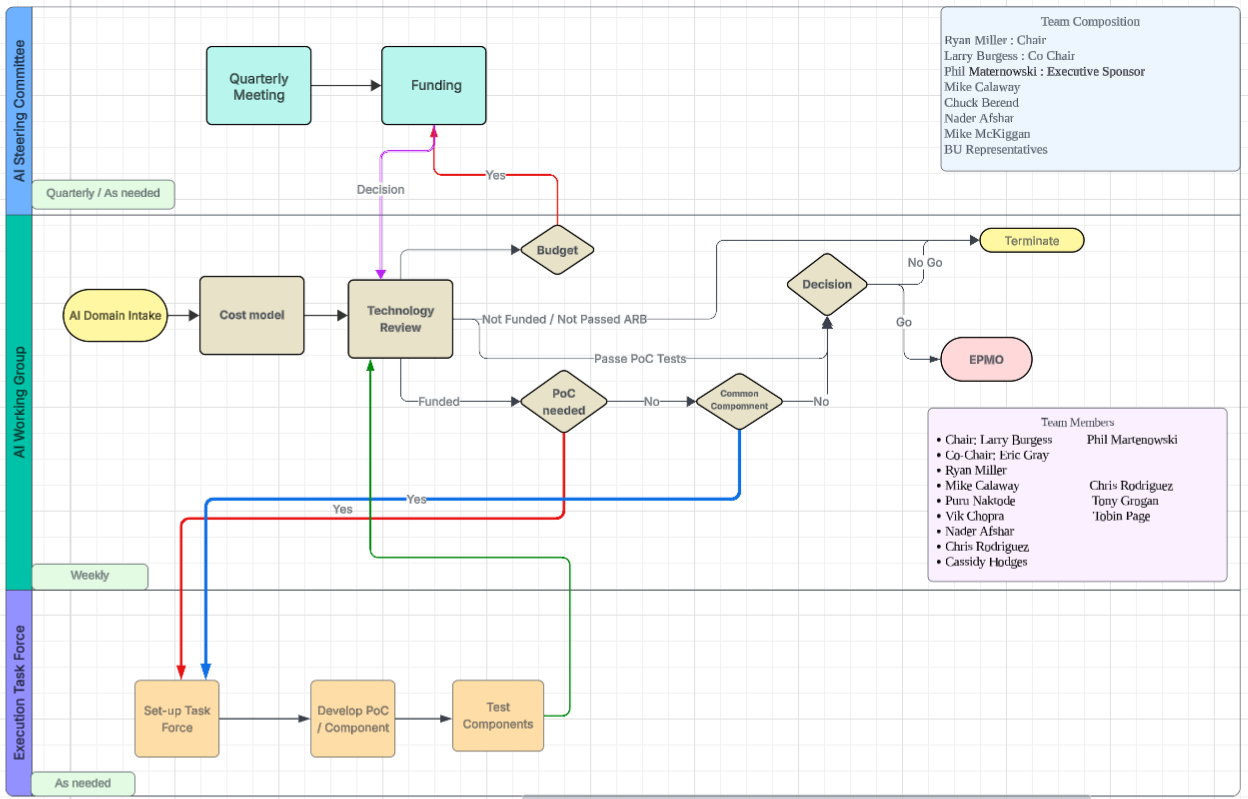 AI Steering Committee
Quarterly
Meeting
Funding
Team Composition
Ryan Miller : Chair
Larry Burgess : Co Chair
Phil Maternowski : Executive Sponsor
Mike Calaway
Chuck Berend
Nader Afshar
Mike McKiggan
BU Representatives
Yes
Decision
Quarterly / As needed
AI Working Group
Budget
Terminate
No Go
Decision
AI Domain Intake
Cost model
Technology
Review
Not Funded / Not Passed ARB
Go
Passe PoC Tests
EPMO
Funded
PoC
needed
No
Common
Compomnent
No
Team Members
• Chair: Larry Burgess Phil Martenowski
• Co-Chair: Eric Gray
• Ryan Miller
• Mike Calaway Chris Rodriguez
• Puru Naktode Tony Grogan
• Vik Chopra Tobin Page
• Nader Afshar
• Chris Rodriguez
• Cassidy Hodges
Yes
Yes
Weekly
Execution Task Force
Set-up Task
Force
Develop PoC
/ Component
Test
Components
As needed